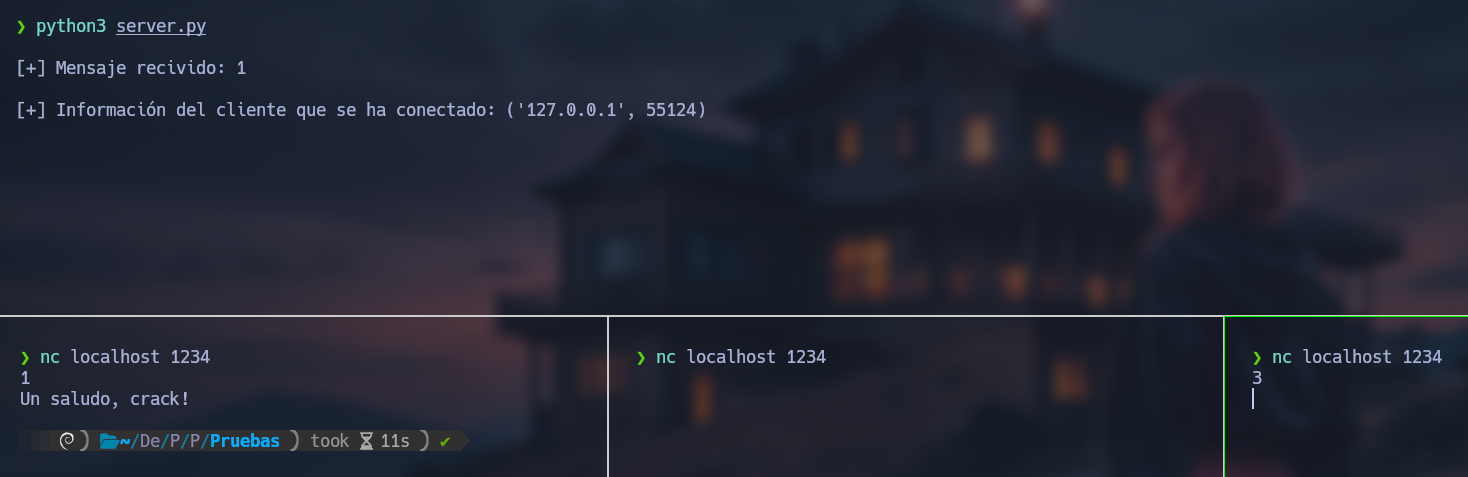 ❯ python3 server.py
[+] Mensaje recivido: 1
[+] Información del cliente que se ha conectado: ('127.0.0.1', 55124)
❯ nc localhost 1234
1
Un saludo, crack!
~/De/P/P/Pruebas ) took ⌛ 11s ) ✔
❯ nc localhost 1234
❯ nc localhost 1234
3